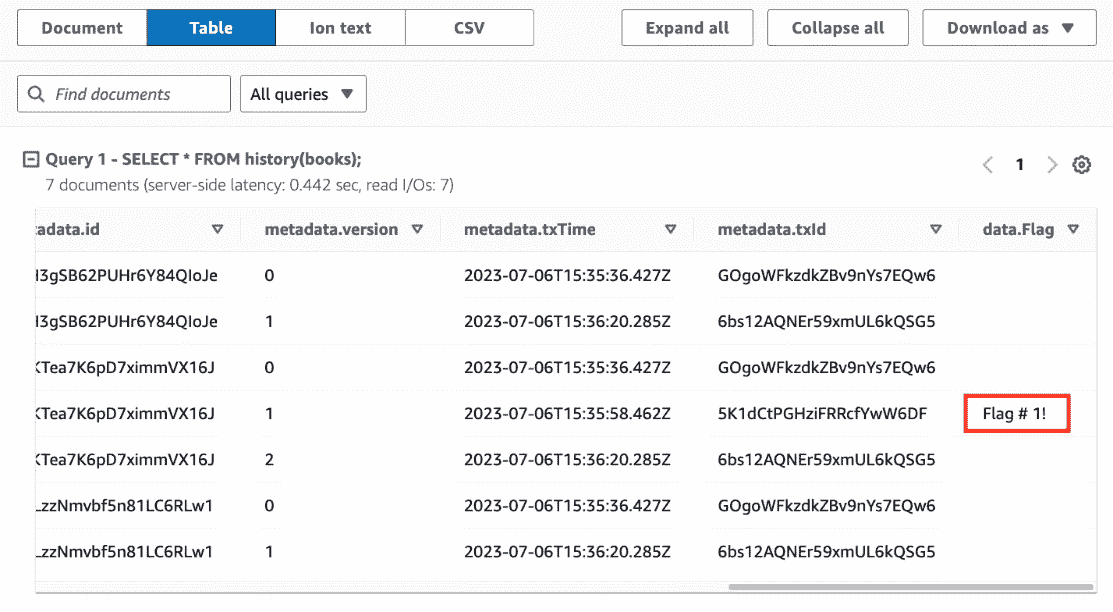 Document Table Ion text CSV Expand all Collapse all Download as
Find documents All queries
Query 1 - SELECT * FROM history(books);
7 documents (server-side latency: 0.442 sec, read I/Os: 7)
1
adata.id metadata.version metadata.txTime metadata.txId data.Flag
I3gSB62PUHr6Y84QIoJe 0 2023-07-06T15:35:36.427Z GOgoWFkzdkZBv9nYs7EQw6
I3gSB62PUHr6Y84QIoJe 1 2023-07-06T15:36:20.285Z 6bs12AQNEr59xmUL6kQSG5
KTea7K6pD7ximmVX16J 0 2023-07-06T15:35:36.427Z GOgoWFkzdkZBv9nYs7EQw6
KTea7K6pD7ximmVX16J 1 2023-07-06T15:35:58.462Z 5K1dCtPGHziFRRcfYwW6DF Flag # 1!
KTea7K6pD7ximmVX16J 2 2023-07-06T15:36:20.285Z 6bs12AQNEr59xmUL6kQSG5
LzzNmvbf5n81LC6RLw1 0 2023-07-06T15:35:36.427Z GOgoWFkzdkZBv9nYs7EQw6
LzzNmvbf5n81LC6RLw1 1 2023-07-06T15:36:20.285Z 6bs12AQNEr59xmUL6kQSG5